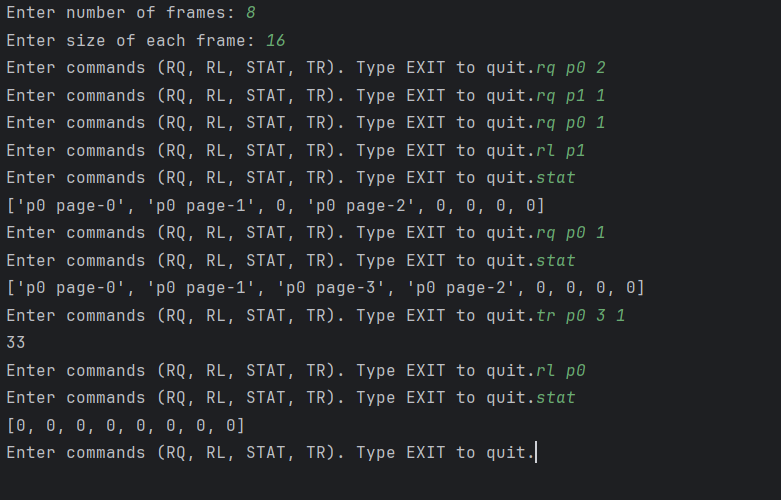 Enter number of frames: 8
Enter size of each frame: 16
Enter commands (RQ, RL, STAT, TR). Type EXIT to quit.rq p0 2
Enter commands (RQ, RL, STAT, TR). Type EXIT to quit.rq p1 1
Enter commands (RQ, RL, STAT, TR). Type EXIT to quit.rq p0 1
Enter commands (RQ, RL, STAT, TR). Type EXIT to quit.rl p1
Enter commands (RQ, RL, STAT, TR). Type EXIT to quit.stat
['p0 page-0', 'p0 page-1', 0, 'p0 page-2', 0, 0, 0, 0]
Enter commands (RQ, RL, STAT, TR). Type EXIT to quit.rq p0 1
Enter commands (RQ, RL, STAT, TR). Type EXIT to quit.stat
['p0 page-0', 'p0 page-1', 'p0 page-3', 'p0 page-2', 0, 0, 0, 0]
Enter commands (RQ, RL, STAT, TR). Type EXIT to quit.tr p0 3 1
33
Enter commands (RQ, RL, STAT, TR). Type EXIT to quit.rl p0
Enter commands (RQ, RL, STAT, TR). Type EXIT to quit.stat
[0, 0, 0, 0, 0, 0, 0, 0]
Enter commands (RQ, RL, STAT, TR). Type EXIT to quit.